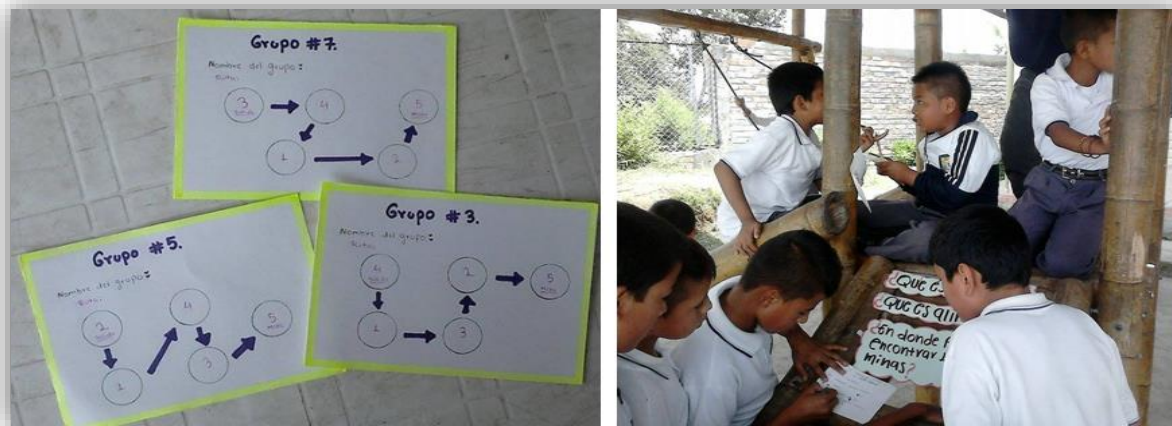 Grupo #7.
Nombre del grupo:
3
4
5
1
2
Grupo #5.
Nombre del grupo:
2
4
5
1
3
Grupo #3.
Nombre del grupo:
4
2
5
1
3
¿QUE ES
¿QUE ES
¿En donde
encontrar
minas?